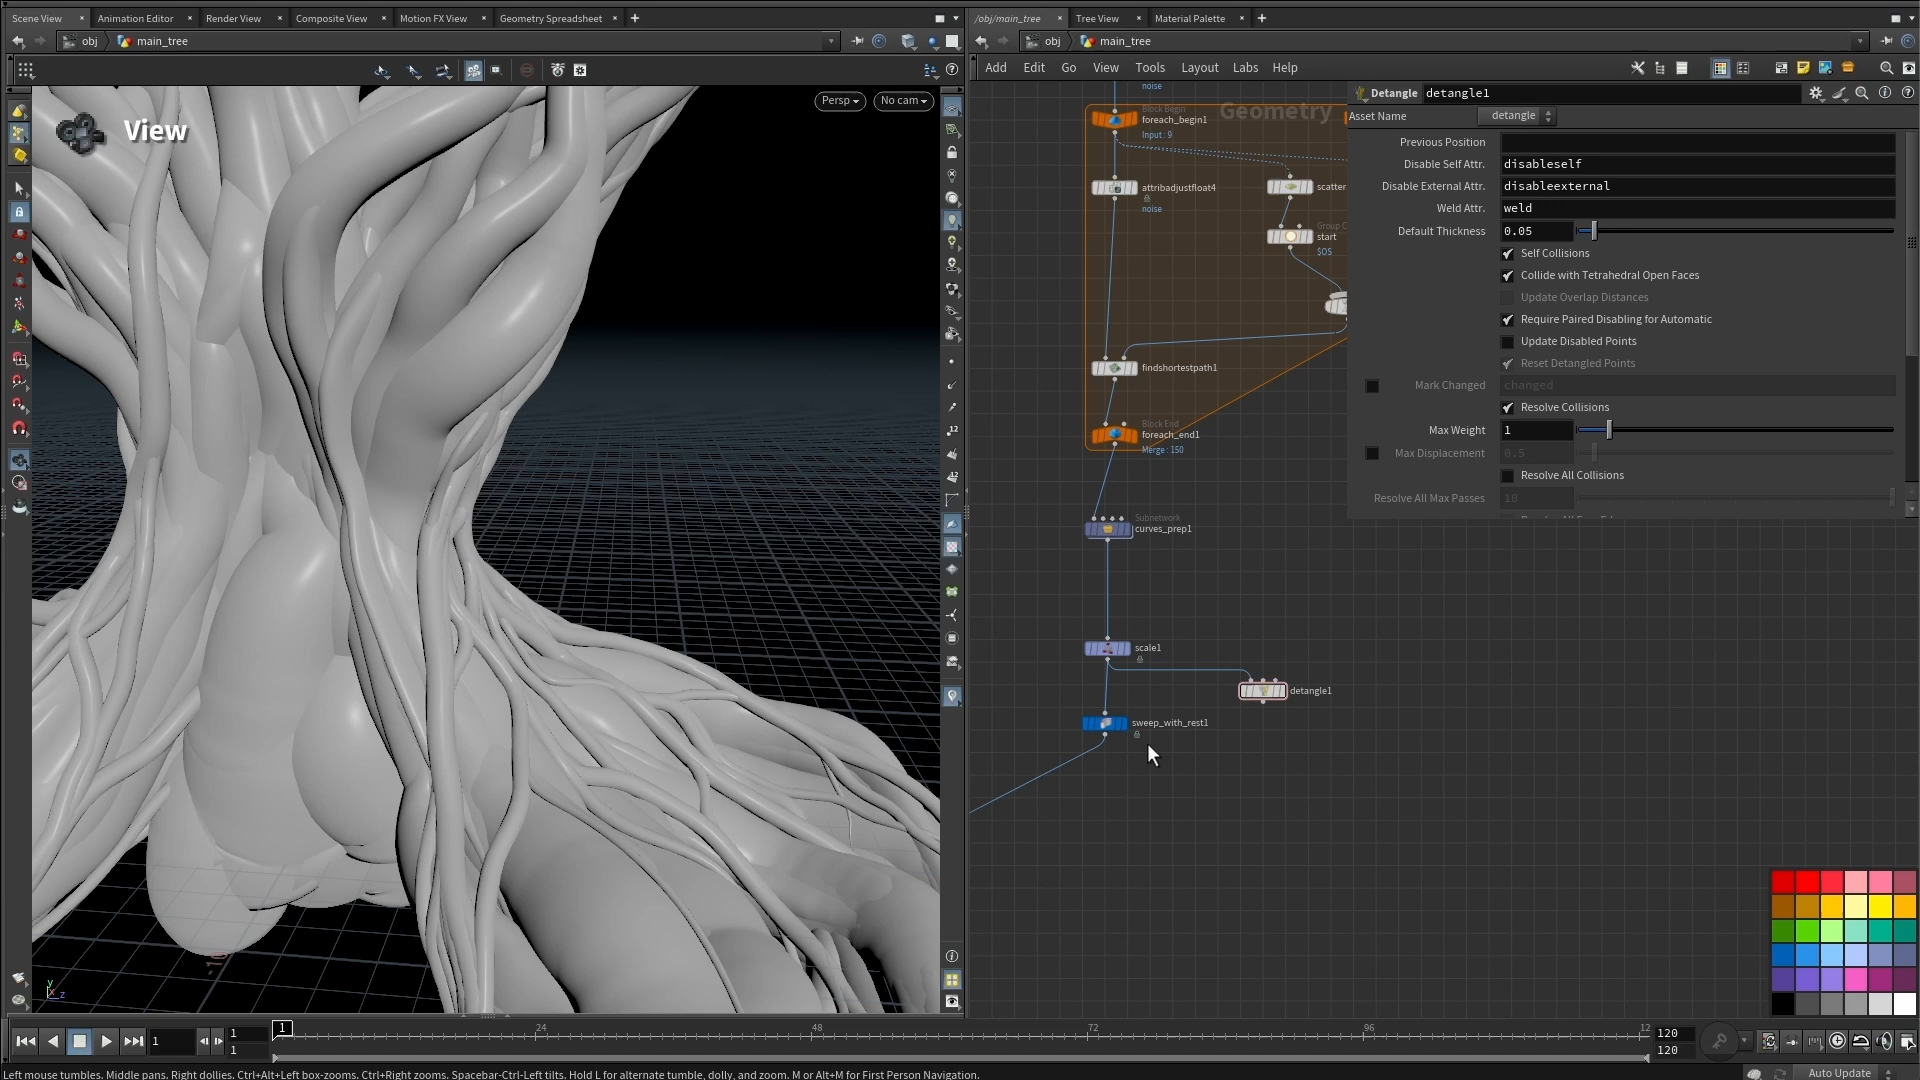 Scene View
Animation Editor
Render View
Composite View
Motion FX View
Geometry Spreadsheet
obj
main_tree
View
Persp
No cam
/obj/main_tree
Tree View
Material Palette
obj
main_tree
Add Edit Go View Tools Layout Labs Help
noise
Geometry
Block Begin
foreach_begin1
Input : 9
attribadjustfloat4
noise
scatter
start
$OS
findshortestpath1
Block End
foreach_end1
Merge : 150
Subnetwork
curves_prep1
scale1
detangle1
sweep_with_rest1
Detangle detangle1
Asset Name detangle
Previous Position
Disable Self Attr. disableself
Disable External Attr. disableexternal
Weld Attr. weld
Default Thickness 0.05
Self Collisions
Collide with Tetrahedral Open Faces
Update Overlap Distances
Require Paired Disabling for Automatic
Update Disabled Points
Reset Detangled Points
Mark Changed changed
Resolve Collisions
Max Weight 1
Max Displacement 0.5
Resolve All Collisions
Resolve All Max Passes 10
1
1
1
1
24
48
72
96
12
120
120
Left mouse tumbles. Middle pans. Right dollies. Ctrl+Alt+Left box-zooms. Ctrl+Right zooms. Spacebar-Ctrl-Left tilts. Hold L for alternate tumble, dolly, and zoom. M or Alt+M for First Person Navigation.
Auto Update